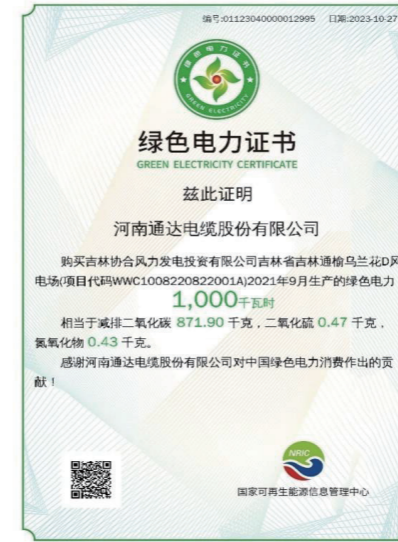 编号:01123040000012995 日期:2023-10-27
绿色电力证书
GREEN ELECTRICITY
绿色电力证书
GREEN ELECTRICITY CERTIFICATE
兹此证明
河南通达电缆股份有限公司
购买吉林协合风力发电投资有限公司吉林省吉林通榆乌兰花D风
电场(项目代码WWC1008220822001A)2021年9月生产的绿色电力
1,000千瓦时
相当于减排二氧化碳 871.90 千克，二氧化硫 0.47 千克，
氮氧化物 0.43 千克。
感谢河南通达电缆股份有限公司对中国绿色电力消费作出的贡
献！
NRIC
国家可再生能源信息管理中心